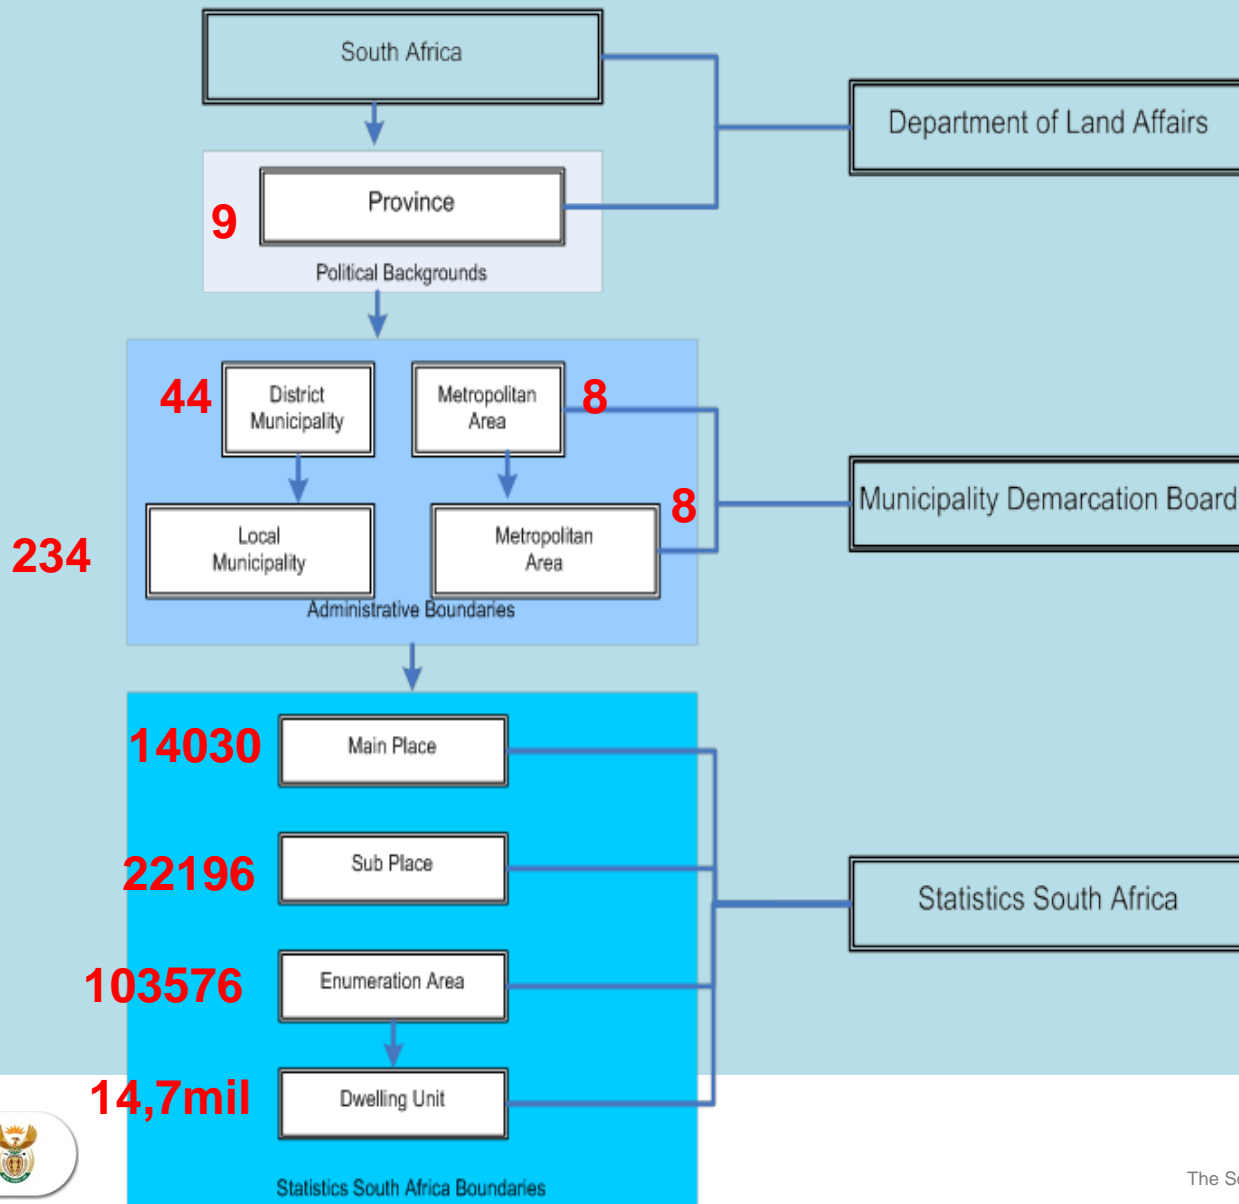 South Africa
Department of Land Affairs
9
Province
Political Backgrounds
44
District
Municipality
Metropolitan
Area
8
Municipality Demarcation Board
234
Local
Municipality
Metropolitan
Area
8
Administrative Boundaries
14030
Main Place
22196
Sub Place
Statistics South Africa
103576
Enumeration Area
14,7mil
Dwelling Unit
Statistics South Africa Boundaries
The